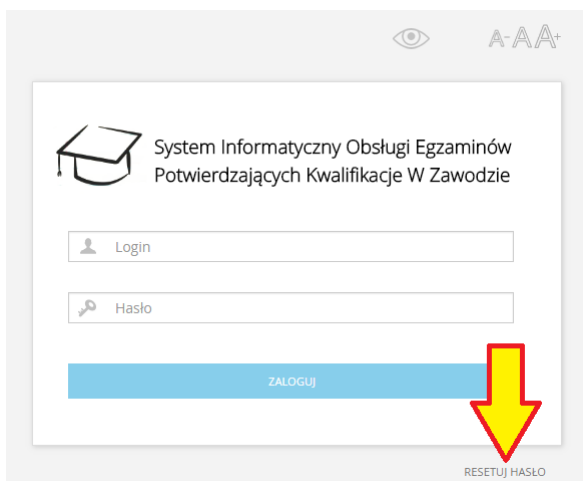 A- A A+
System Informatyczny Obsługi Egzaminów
Potwierdzających Kwalifikacje W Zawodzie
Login
Hasło
ZALOGUJ
RESETUJ HASŁO